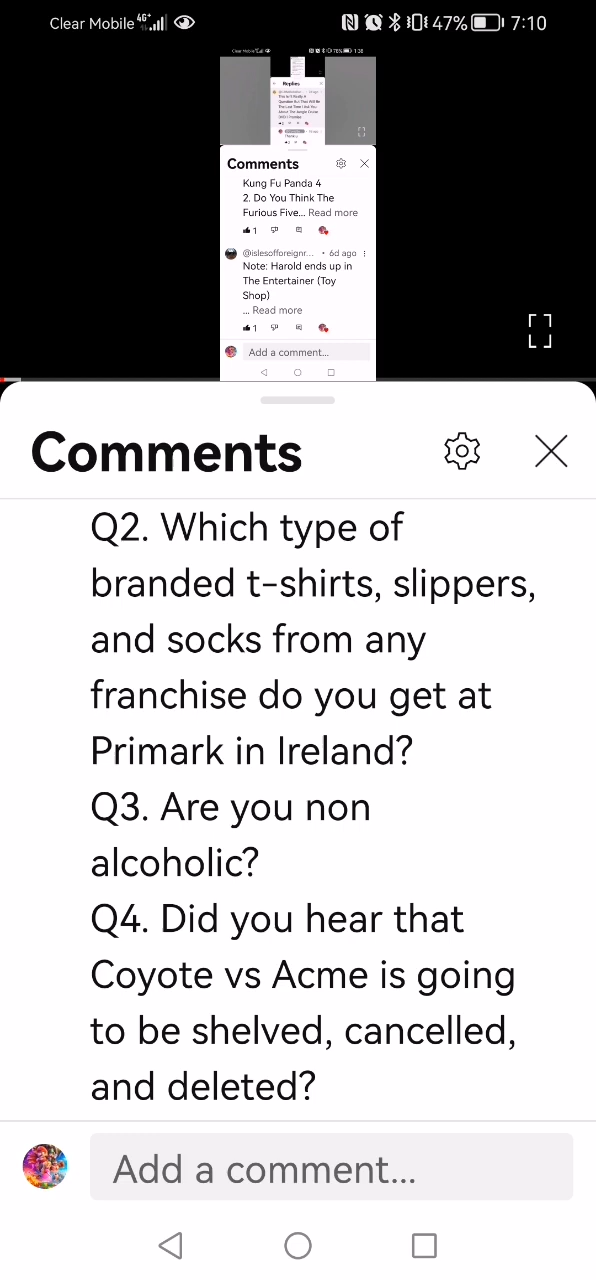 Clear Mobile 4G+ 47% 7:10
Replies
Comments
Kung Fu Panda 4
2. Do You Think The
Furious Five... Read more
1
@islesofforeignr... • 6d ago
Note: Harold ends up in
The Entertainer (Toy
Shop)
... Read more
1
Add a comment...
Comments
Q2. Which type of
branded t-shirts, slippers,
and socks from any
franchise do you get at
Primark in Ireland?
Q3. Are you non
alcoholic?
Q4. Did you hear that
Coyote vs Acme is going
to be shelved, cancelled,
and deleted?
Add a comment...